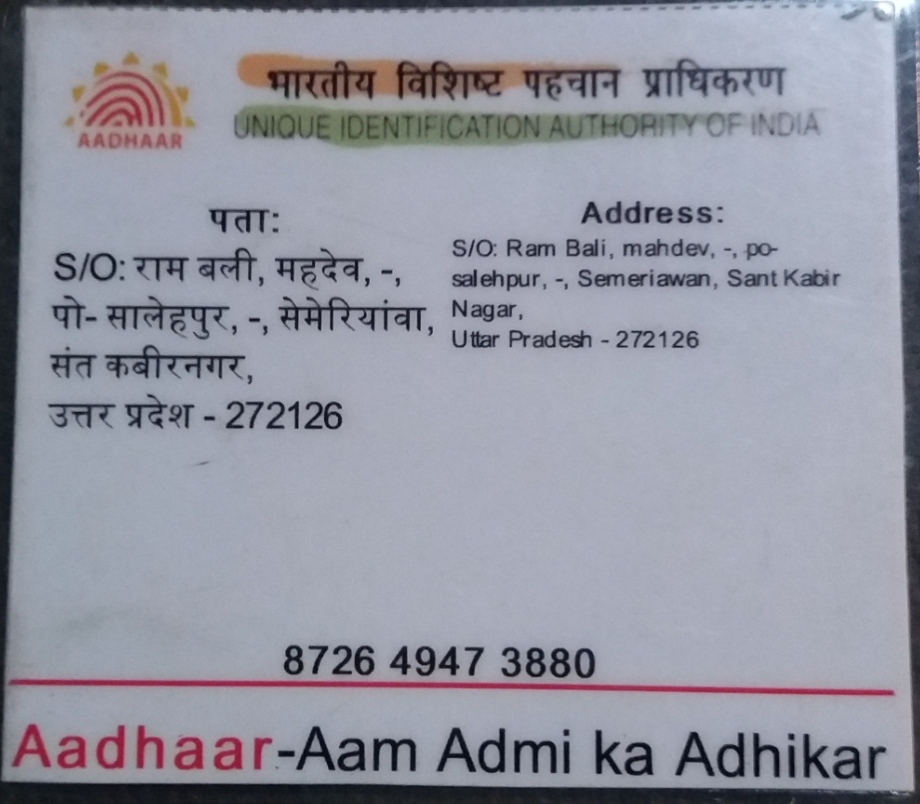 भारतीय विशिष्ट पहचान प्राधिकरण
UNIQUE IDENTIFICATION AUTHORITY OF INDIA
AADHAAR
पता:
S/O: राम बली, महदेव, -,
पो- सालेहपुर, -, सेमेरियांवा,
संत कबीरनगर,
उत्तर प्रदेश - 272126
Address:
S/O: Ram Bali, mahdev, -, po-
salehpur, -, Semeriawan, Sant Kabir
Nagar,
Uttar Pradesh - 272126
8726 4947 3880
Aadhaar-Aam Admi ka Adhikar